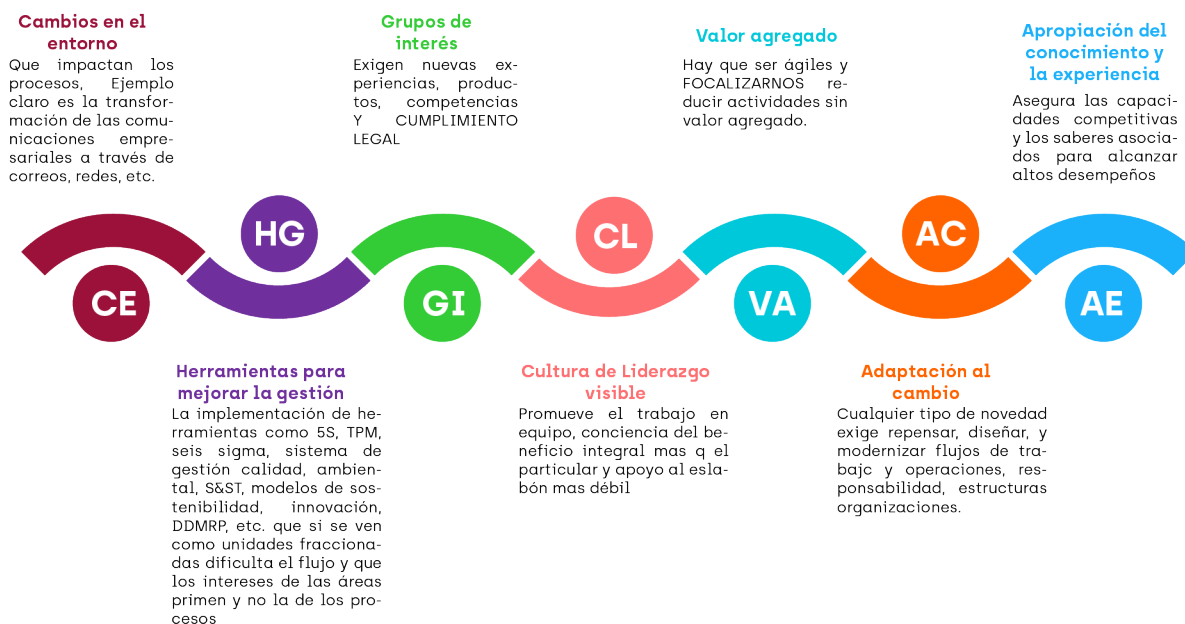 Cambios en el
entorno
Que impactan los
procesos, Ejemplo
claro es la transfor-
mación de las comu-
nicaciones empre-
sariales a través de
correos, redes, etc.
Grupos de
interés
Exigen nuevas ex-
periencias, produc-
tos, competencias
Y CUMPLIMIENTO
LEGAL
Valor agregado
Hay que ser ágiles y
FOCALIZARNOS re-
ducir actividades sin
valor agregado.
Apropiación del
conocimiento y
la experiencia
Asegura las capaci-
dades competitivas
y los saberes asocia-
dos para alcanzar
altos desempeños
CE
HG
GI
CL
VA
AC
AE
Herramientas para
mejorar la gestión
La implementación de he-
rramientas como 5S, TPM,
seis sigma, sistema de
gestión calidad, ambien-
tal, S&ST, modelos de sos-
tenibilidad, innovación,
DDMRP, etc. que si se ven
como unidades fracciona-
das dificulta el flujo y que
los intereses de las áreas
primen y no la de los pro-
cesos
Cultura de Liderazgo
visible
Promueve el trabajo en
equipo, conciencia del be-
neficio integral mas q el
particular y apoyo al esla-
bón mas débil
Adaptación al
cambio
Cualquier tipo de novedad
exige repensar, diseñar, y
modernizar flujos de tra-
bajc y operaciones, res-
ponsabilidad, estructuras
organizaciones.